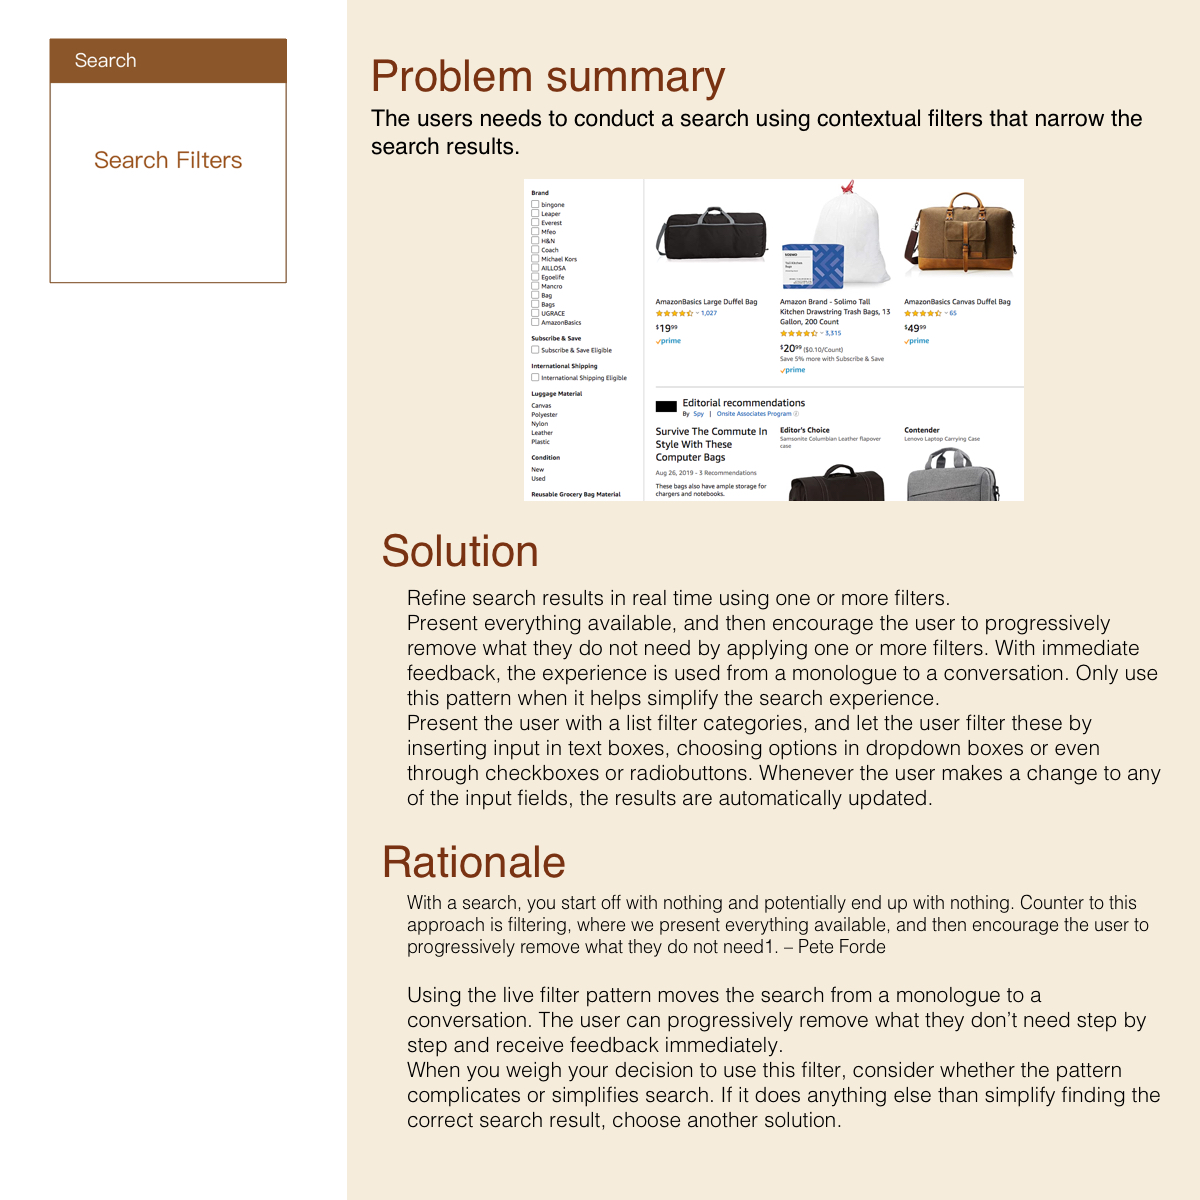 Search
Search Filters
Problem summary
The users needs to conduct a search using contextual filters that narrow the
search results.
Brand
bingone
Leaper
Everest
Mfeo
H&N
Coach
Michael Kors
AILLOSA
Egoelife
Mancro
Bag
Bags
UGRACE
AmazonBasics
Subscribe & Save
Subscribe & Save Eligible
International Shipping
International Shipping Eligible
Luggage Material
Canvas
Polyester
Nylon
Leather
Plastic
Condition
New
Used
Reusable Grocery Bag Material
AmazonBasics Large Duffel Bag
1,027
$1999
prime
Amazon Brand - Solimo Tall
Kitchen Drawstring Trash Bags, 13
Gallon, 200 Count
3,315
$2099 ($0.10/Count)
Save 5% more with Subscribe & Save
prime
AmazonBasics Canvas Duffel Bag
65
$4999
prime
Editorial recommendations
By Spy | Onsite Associates Program
Survive The Commute In
Style With These
Computer Bags
Aug 26, 2019 - 3 Recommendations
These bags also have ample storage for
chargers and notebooks.
Editor's Choice
Samsonite Columbian Leather flapover
case
Contender
Lenovo Laptop Carrying Case
Solution
Refine search results in real time using one or more filters.
Present everything available, and then encourage the user to progressively
remove what they do not need by applying one or more filters. With immediate
feedback, the experience is used from a monologue to a conversation. Only use
this pattern when it helps simplify the search experience.
Present the user with a list filter categories, and let the user filter these by
inserting input in text boxes, choosing options in dropdown boxes or even
through checkboxes or radiobuttons. Whenever the user makes a change to any
of the input fields, the results are automatically updated.
Rationale
With a search, you start off with nothing and potentially end up with nothing. Counter to this
approach is filtering, where we present everything available, and then encourage the user to
progressively remove what they do not need1. – Pete Forde
Using the live filter pattern moves the search from a monologue to a
conversation. The user can progressively remove what they don't need step by
step and receive feedback immediately.
When you weigh your decision to use this filter, consider whether the pattern
complicates or simplifies search. If it does anything else than simplify finding the
correct search result, choose another solution.